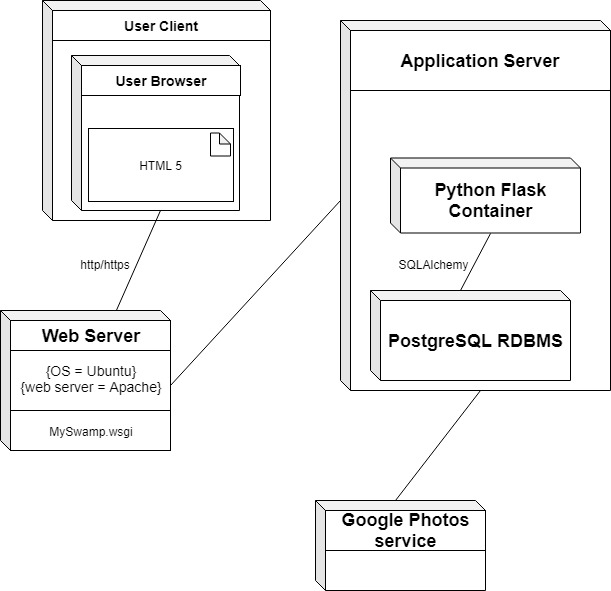 User Client
User Browser
HTML 5
http/https
Web Server
{OS = Ubuntu}
{web server = Apache}
MySwamp.wsgi
Application Server
Python Flask
Container
SQLAlchemy
PostgreSQL RDBMS
Google Photos
service